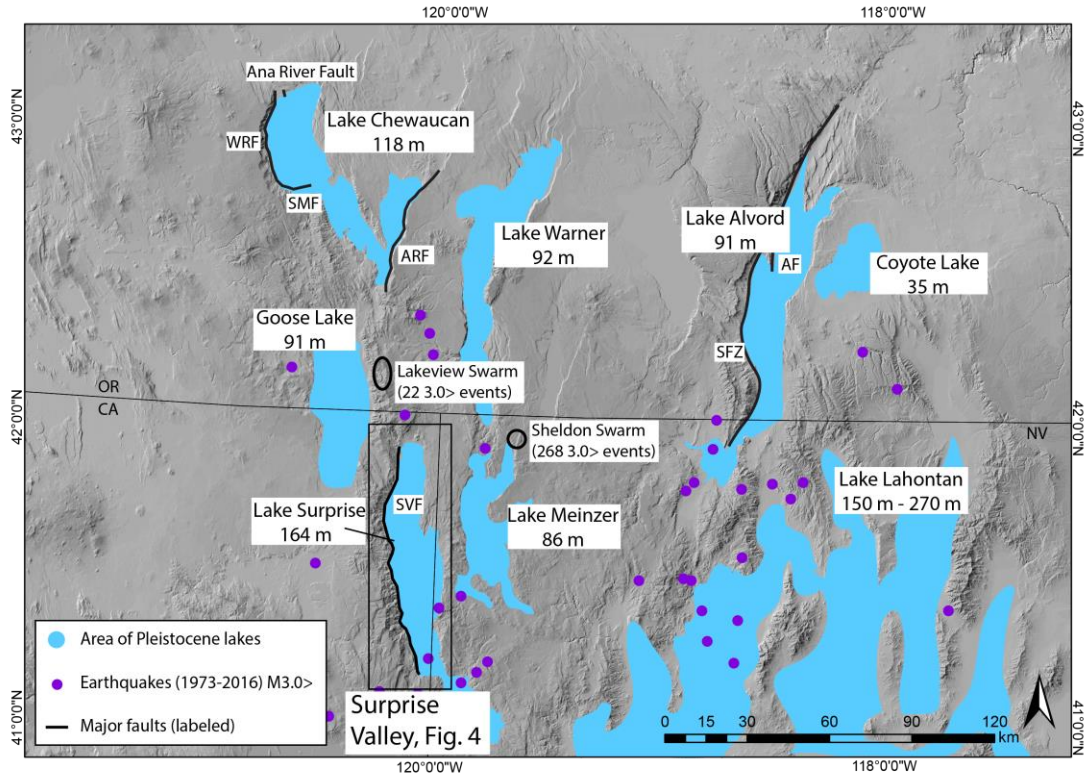 120°0'0"W
118°0'0"W
43°0'0"N
43°0'0"N
Ana River Fault
Lake Chewaucan
118 m
WRF
SMF
ARF
Lake Warner
92 m
Lake Alvord
91 m
AF
Coyote Lake
35 m
Goose Lake
91 m
SFZ
Lakeview Swarm
(22 3.0> events)
OR
CA
42°0'0"N
42°0'0"N
NV
Sheldon Swarm
(268 3.0> events)
Lake Surprise
164 m
SVF
Lake Meinzer
86 m
Lake Lahontan
150 m - 270 m
Area of Pleistocene lakes
Earthquakes (1973-2016) M3.0>
Major faults (labeled)
Surprise
Valley, Fig. 4
0 15 30 60 90 120
km
41°0'0"N
41°0'0"N
120°0'0"W
118°0'0"W